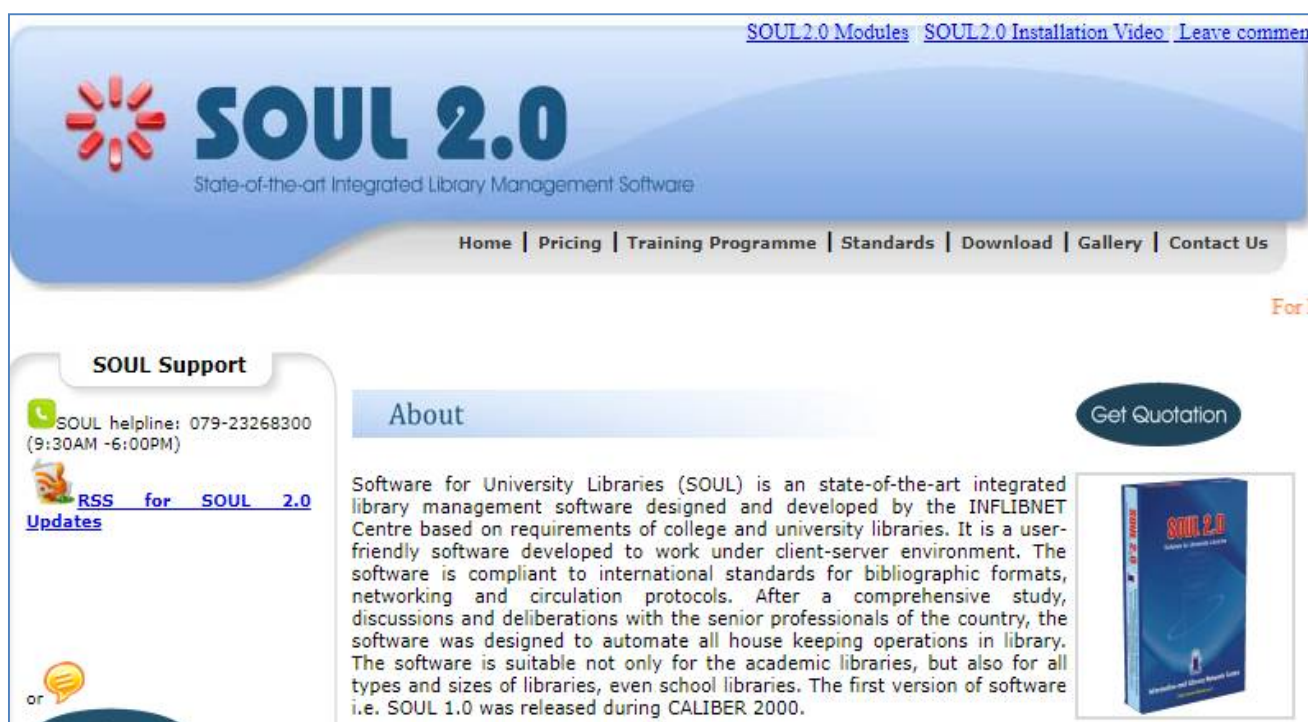 SOUL2.0 Modules SOUL2.0 Installation Video Leave commen
SOUL 2.0
State-of-the-art Integrated Library Management Software
Home | Pricing | Training Programme | Standards | Download | Gallery | Contact Us
For
SOUL Support
SOUL helpline: 079-23268300
(9:30AM -6:00PM)
RSS for SOUL 2.0
Updates
or
About
Get Quotation
Software for University Libraries (SOUL) is an state-of-the-art integrated
library management software designed and developed by the INFLIBNET
Centre based on requirements of college and university libraries. It is a user-
friendly software developed to work under client-server environment. The
software is compliant to international standards for bibliographic formats,
networking and circulation protocols. After a comprehensive study,
discussions and deliberations with the senior professionals of the country, the
software was designed to automate all house keeping operations in library.
The software is suitable not only for the academic libraries, but also for all
types and sizes of libraries, even school libraries. The first version of software
i.e. SOUL 1.0 was released during CALIBER 2000.
SOUL 2.0
SOUL 2.0
Information and Library Network Centre